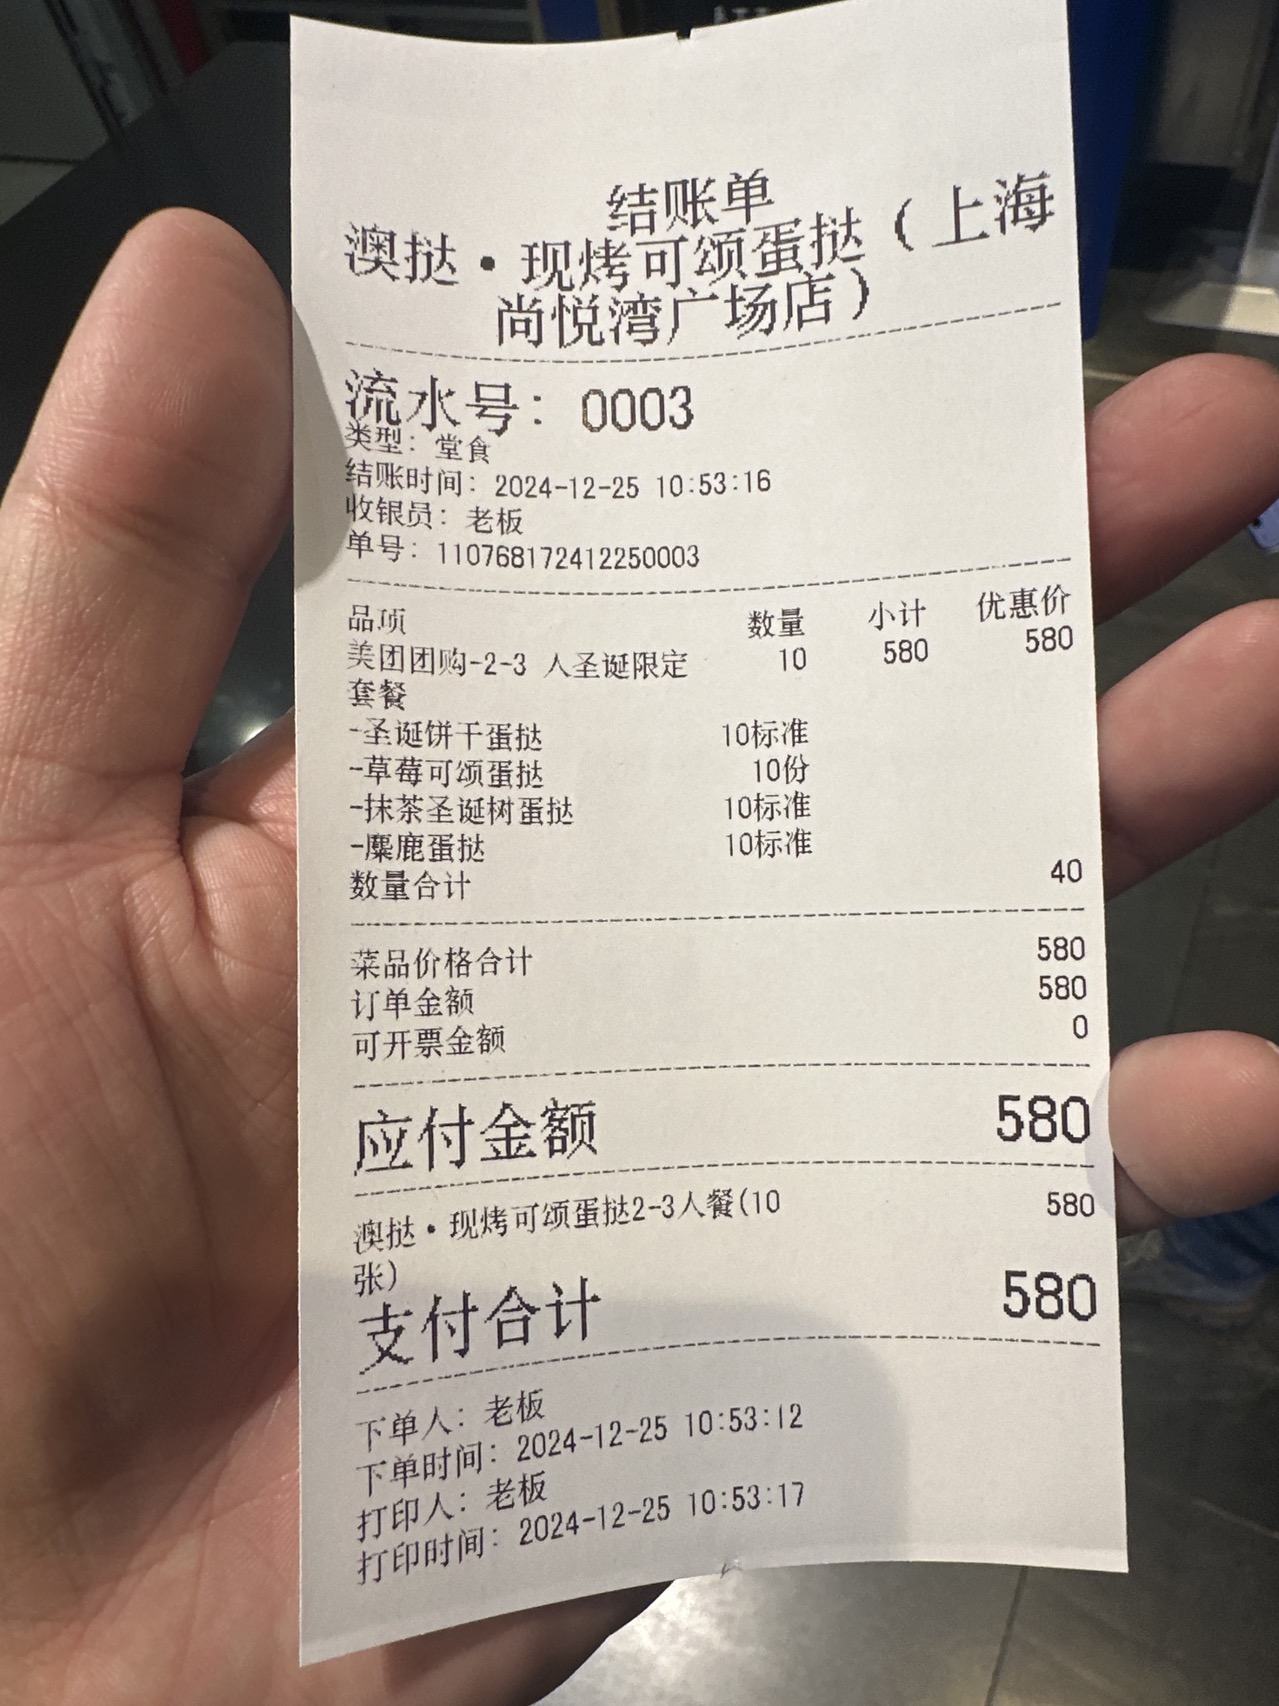 结账单
澳挞·现烤可颂蛋挞(上海
尚悦湾广场店)
流水号: 0003
类型: 堂食
结账时间: 2024-12-25 10:53:16
收银员: 老板
单号: 110768172412250003
品项 数量 小计 优惠价
美团团购-2-3 人圣诞限定 10 580 580
套餐
-圣诞饼干蛋挞 10标准
-草莓可颂蛋挞 10份
-抹茶圣诞树蛋挞 10标准
-麋鹿蛋挞 10标准
数量合计 40
菜品价格合计 580
订单金额 580
可开票金额 0
应付金额 580
澳挞·现烤可颂蛋挞2-3人餐(10 580
张)
支付合计 580
下单人: 老板
下单时间: 2024-12-25 10:53:12
打印人: 老板
打印时间: 2024-12-25 10:53:17